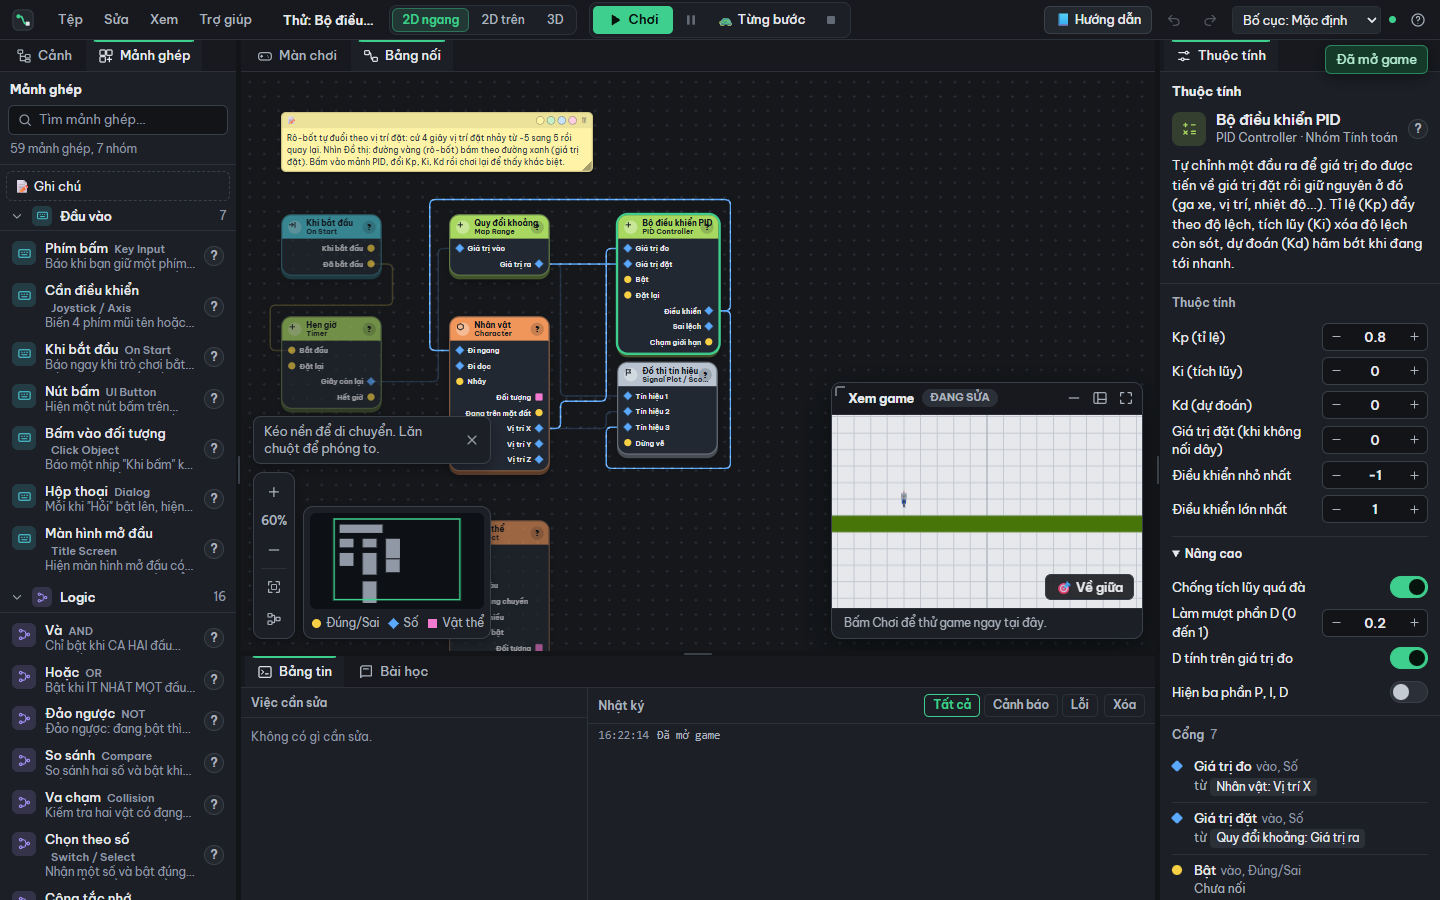 Tệp Sửa Xem Trợ giúp Thử: Bộ điều... 2D ngang 2D trên 3D Chơi Từng bước Hướng dẫn Bố cục: Mặc định
Cảnh Mảnh ghép
Mảnh ghép
Tìm mảnh ghép...
59 mảnh ghép, 7 nhóm
Ghi chú
Đầu vào 7
Phím bấm Key Input
Báo khi bạn giữ một phím...
Cần điều khiển
Joystick / Axis
Biến 4 phím mũi tên hoặc...
Khi bắt đầu On Start
Báo ngay khi trò chơi bắt...
Nút bấm UI Button
Hiện một nút bấm trên...
Bấm vào đối tượng
Click Object
Báo một nhịp "Khi bấm" k...
Hộp thoại Dialog
Mỗi khi "Hỏi" bật lên, hiện...
Màn hình mở đầu
Title Screen
Hiện màn hình mở đầu có...
Logic 16
Và AND
Chỉ bật khi CẢ HAI đầu...
Hoặc OR
Bật khi ÍT NHẤT MỘT đầu...
Đảo ngược NOT
Đảo ngược: đang bật thì...
So sánh Compare
So sánh hai số và bật khi...
Va chạm Collision
Kiểm tra hai vật có đang...
Chọn theo số
Switch / Select
Nhận một số và bật đúng...
Công tắc nhớ
Màn chơi Bảng nối
Rô-bốt tự đuổi theo vị trí đặt: cứ 4 giây vị trí đặt nhảy từ -5 sang 5 rồi
quay lại. Nhìn Đồ thị: đường vàng (rô-bốt) bám theo đường xanh (giá trị
đặt). Bấm vào mảnh PID, đổi Kp, Ki, Kd rồi chơi lại để thấy khác biệt.
Khi bắt đầu
On Start
Khi bắt đầu
Đã bắt đầu
Quy đổi khoảng
Map Range
Giá trị vào
Giá trị ra
Bộ điều khiển PID
PID Controller
Giá trị đo
Giá trị đặt
Bật
Đặt lại
Điều khiển
Sai lệch
Chạm giới hạn
Hẹn giờ
Timer
Bắt đầu
Đặt lại
Giây còn lại
Hết giờ
Nhân vật
Character
Đi ngang
Đi dọc
Nhảy
Đối tượng
Đang trên mặt đất
Vị trí X
Vị trí Y
Vị trí Z
Đồ thị tín hiệu
Signal Plot / Sco...
Tín hiệu 1
Tín hiệu 2
Tín hiệu 3
Dừng vẽ
Kéo nền để di chuyển. Lăn
chuột để phóng to.
60%
Đúng/Sai Số Vật thể
Đối tượng
Xem game ĐANG SỬA
Về giữa
Bấm Chơi để thử game ngay tại đây.
Bảng tin Bài học
Việc cần sửa
Không có gì cần sửa.
Nhật ký Tất cả Cảnh báo Lỗi Xóa
16:22:14 Đã mở game
Thuộc tính
Đã mở game
Thuộc tính
Bộ điều khiển PID
PID Controller · Nhóm Tính toán
Tự chỉnh một đầu ra để giá trị đo được
tiến về giá trị đặt rồi giữ nguyên ở đó
(ga xe, vị trí, nhiệt độ...). Tỉ lệ (Kp) đẩy
theo độ lệch, tích lũy (Ki) xóa độ lệch
còn sót, dự đoán (Kd) hãm bớt khi đang
tới nhanh.
Thuộc tính
Kp (tỉ lệ) 0.8
Ki (tích lũy) 0
Kd (dự đoán) 0
Giá trị đặt (khi không
nối dây) 0
Điều khiển nhỏ nhất -1
Điều khiển lớn nhất 1
Nâng cao
Chống tích lũy quá đà
Làm mượt phần D (0
đến 1) 0.2
D tính trên giá trị đo
Hiện ba phần P, I, D
Cổng 7
Giá trị đo vào, Số
từ Nhân vật: Vị trí X
Giá trị đặt vào, Số
từ Quy đổi khoảng: Giá trị ra
Bật vào, Đúng/Sai
Chưa nối